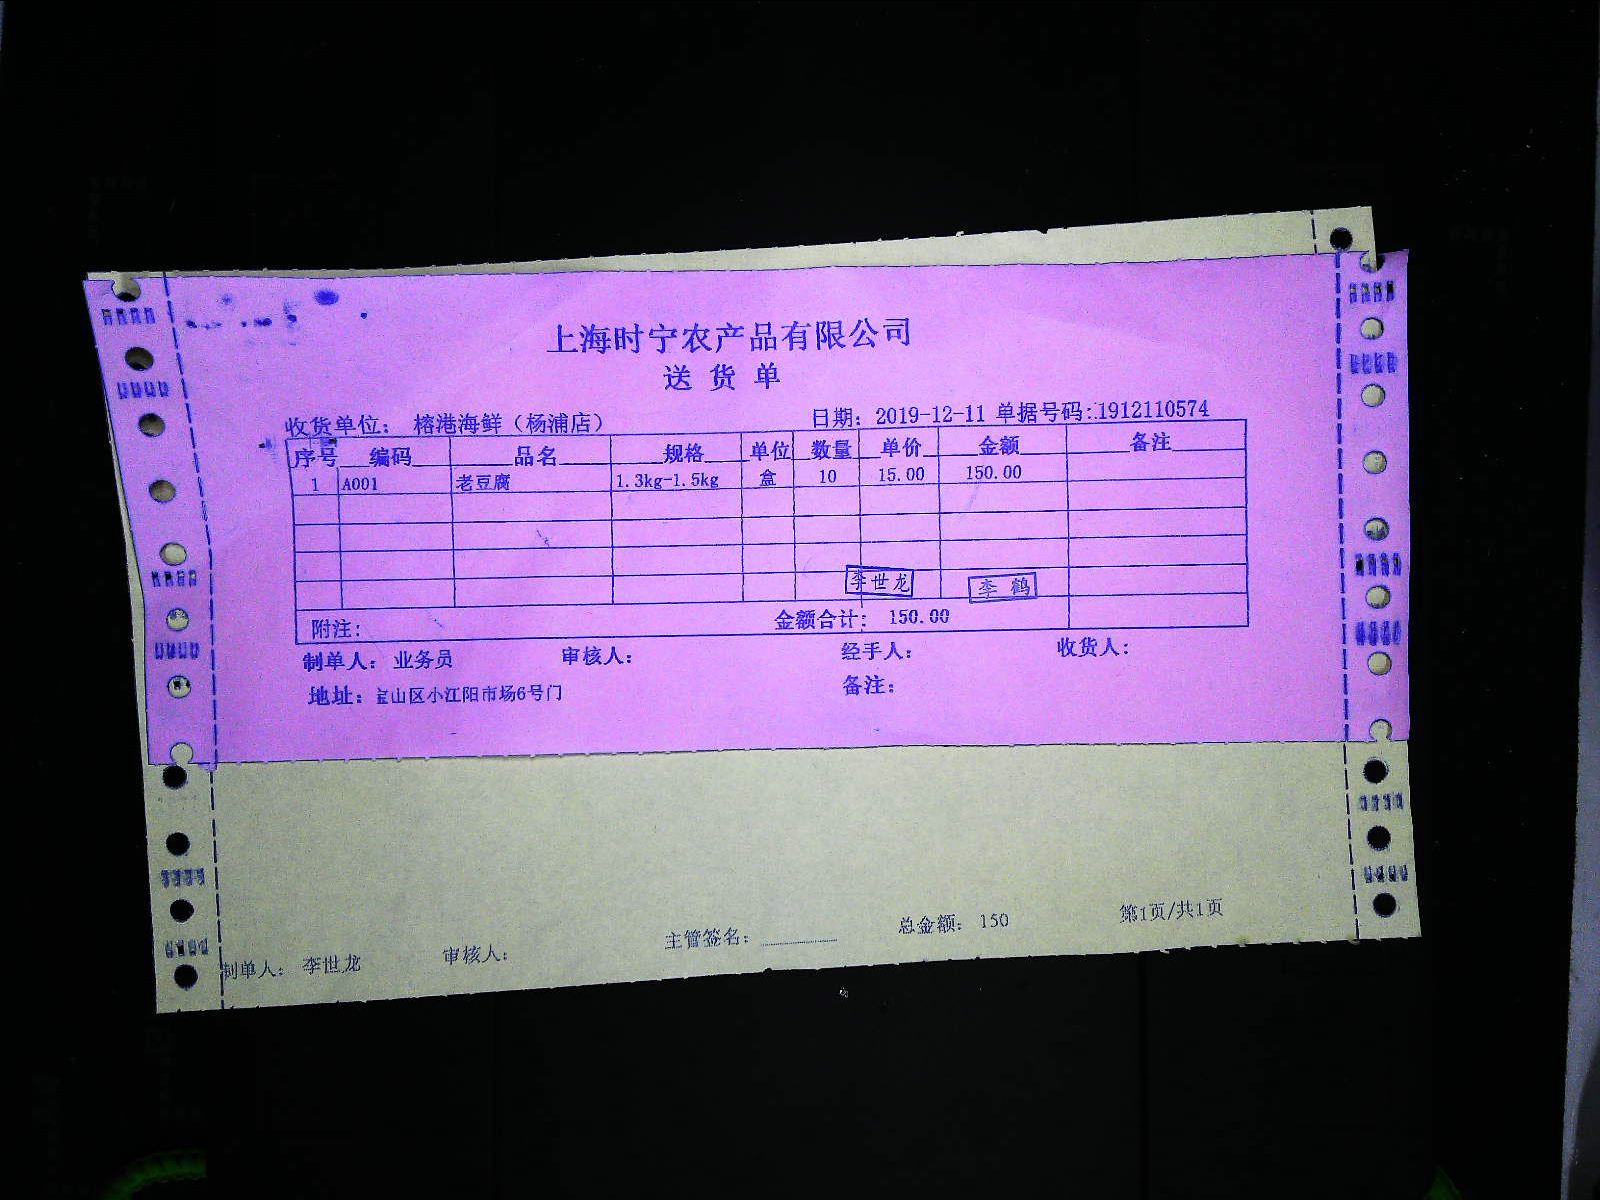 上海时宁农产品有限公司
送货单
收货单位： 榕港海鲜（杨浦店） 日期：2019-12-11 单据号码：1912110574
序号 编码 品名 规格 单位 数量 单价 金额 备注
1 A001 老豆腐 1.3kg-1.5kg 盒 10 15.00 150.00
李世龙 李鹤
附注： 金额合计： 150.00
制单人：业务员 审核人： 经手人： 收货人：
地址：宝山区小江阳市场6号门 备注：
制单人： 李世龙 审核人： 主管签名： 总金额： 150 第1页/共1页